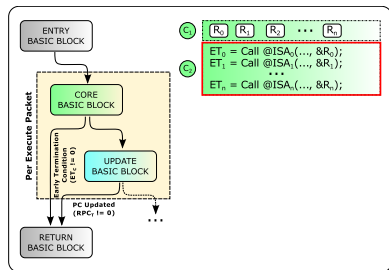 ENTRY
BASIC BLOCK
Per Execute Packet
CORE
BASIC BLOCK
Early Termination
Condition
(ETc != 0)
UPDATE
BASIC BLOCK
PC Updated
(RPCT != 0)
...
RETURN
BASIC BLOCK
C1
R0 R1 R2 ... Rn
C2
ET0 = Call @ISA0(..., &R0);
ET1 = Call @ISA1(..., &R1);
...
ETn = Call @ISAn(..., &Rn);